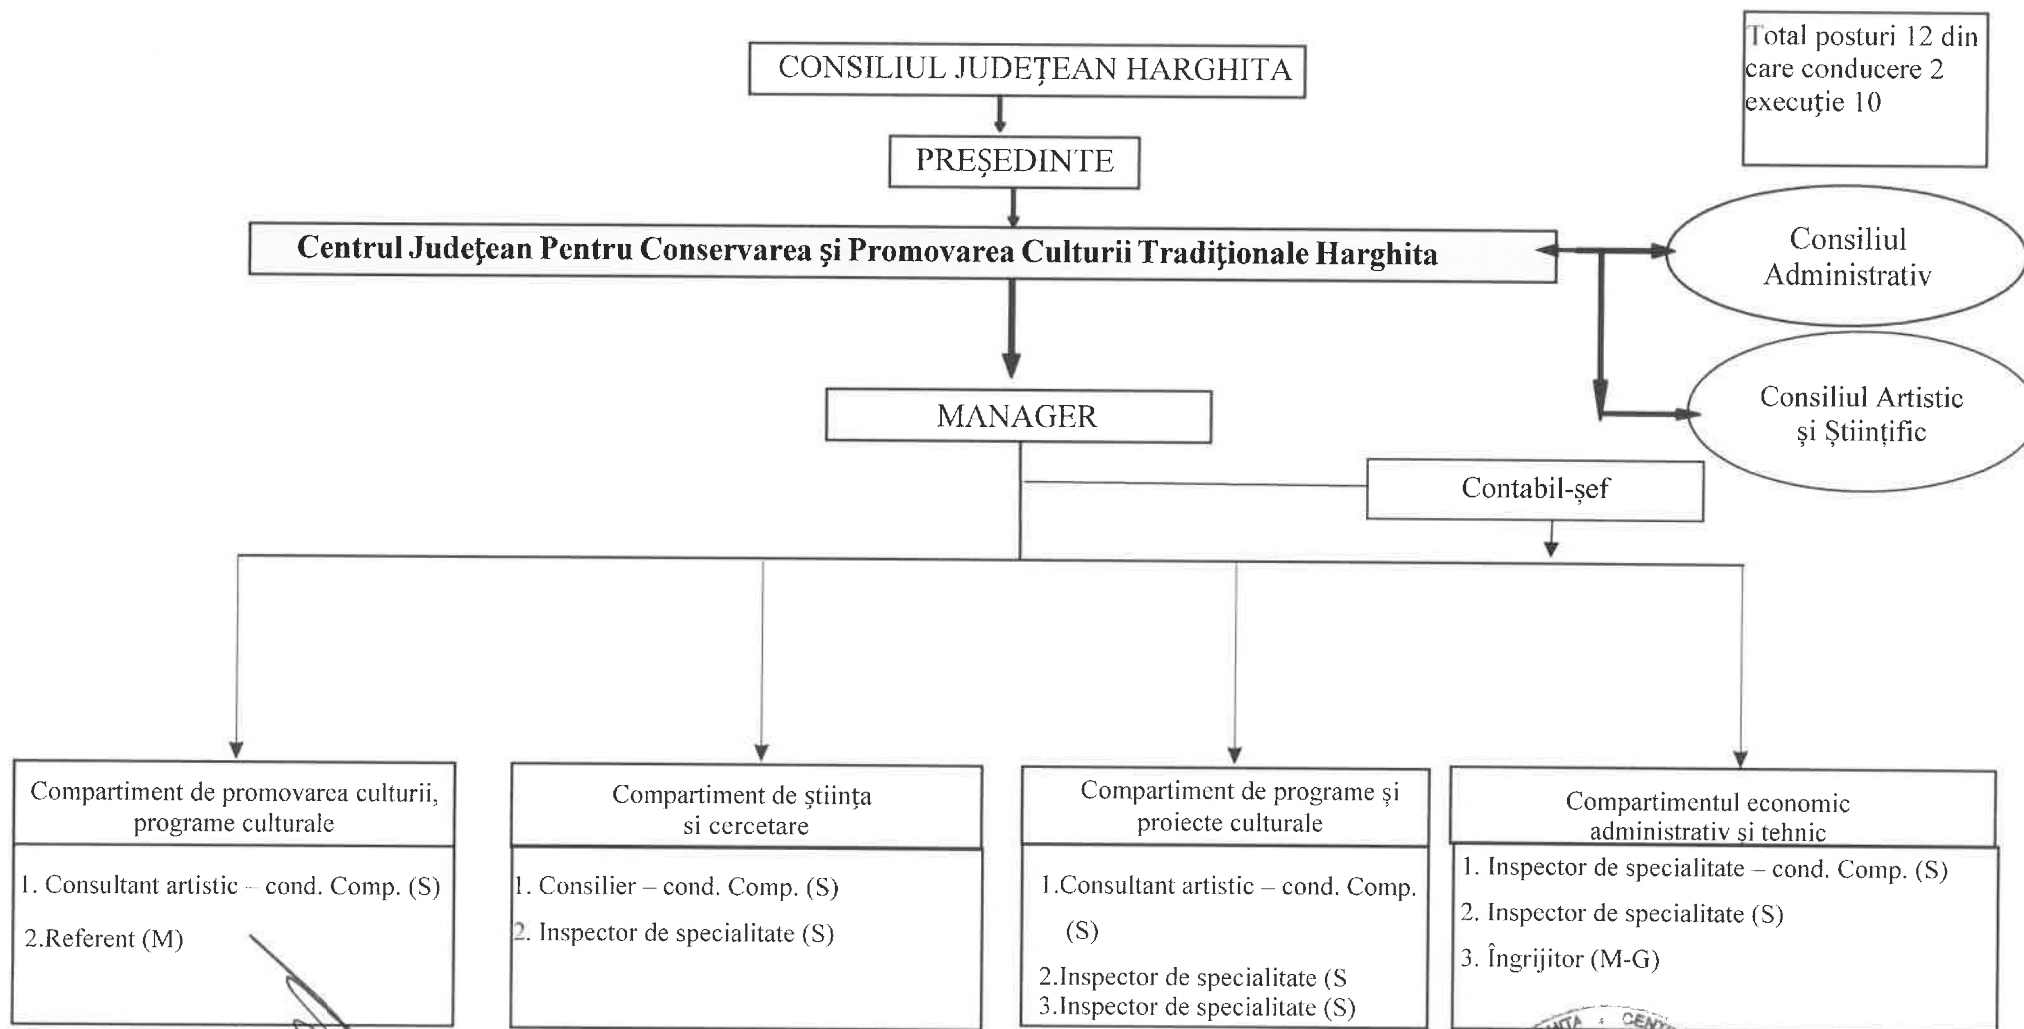 CONSILIUL JUDEȚEAN HARGHITA
Total posturi 12 din
care conducere 2
execuție 10
PREȘEDINTE
Centrul Județean Pentru Conservarea și Promovarea Culturii Tradiționale Harghita
Consiliul
Administrativ
MANAGER
Consiliul Artistic
și Științific
Contabil-șef
Compartiment de promovarea culturii,
programe culturale
1. Consultant artistic – cond. Comp. (S)
2.Referent (M)
Compartiment de știința
si cercetare
1. Consilier – cond. Comp. (S)
2. Inspector de specialitate (S)
Compartiment de programe și
proiecte culturale
1.Consultant artistic – cond. Comp.
(S)
2.Inspector de specialitate (S
3.Inspector de specialitate (S)
Compartimentul economic
administrativ și tehnic
1. Inspector de specialitate – cond. Comp. (S)
2. Inspector de specialitate (S)
3. Îngrijitor (M-G)